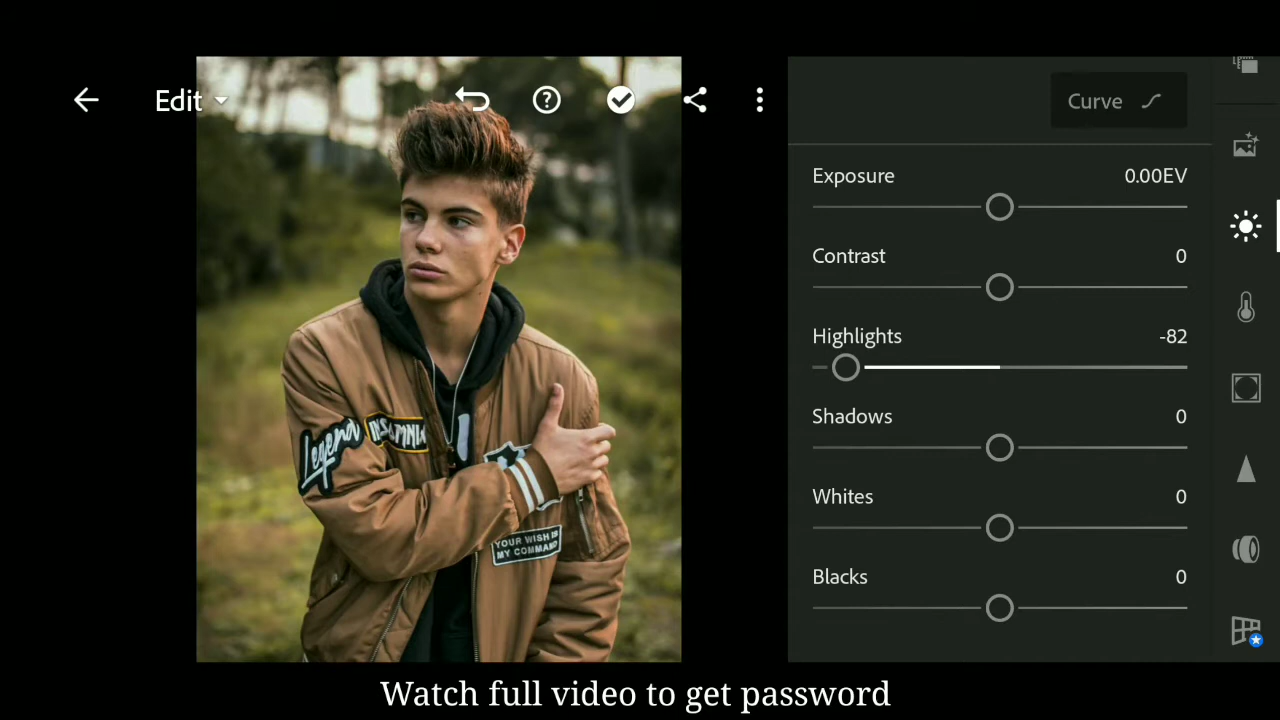 Edit
Curve
Exposure 0.00EV
Contrast 0
Highlights -82
Shadows 0
Whites 0
Blacks 0
Legend
INSOMNIA
YOUR WISH IS
MY COMMAND
Watch full video to get password